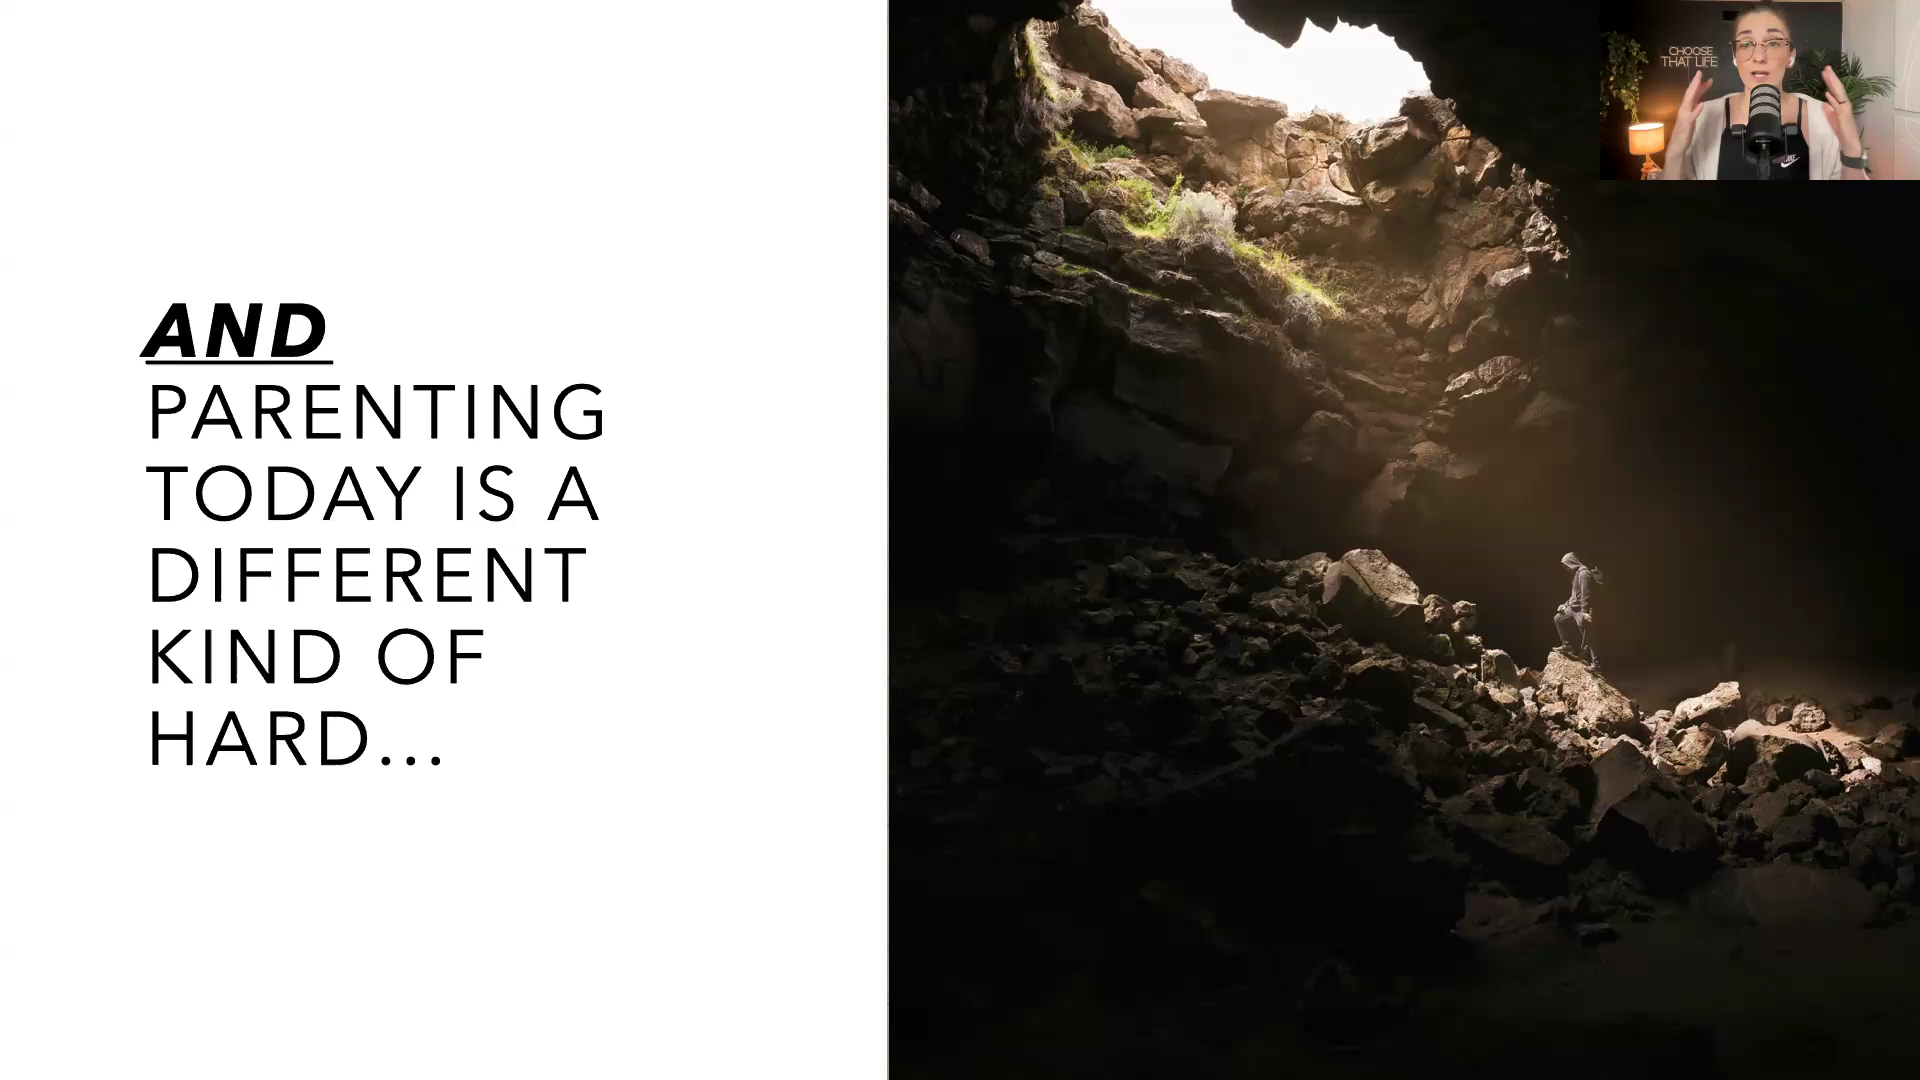 AND
PARENTING
TODAY IS A
DIFFERENT
KIND OF
HARD...
CHOOSE
THAT LIFE